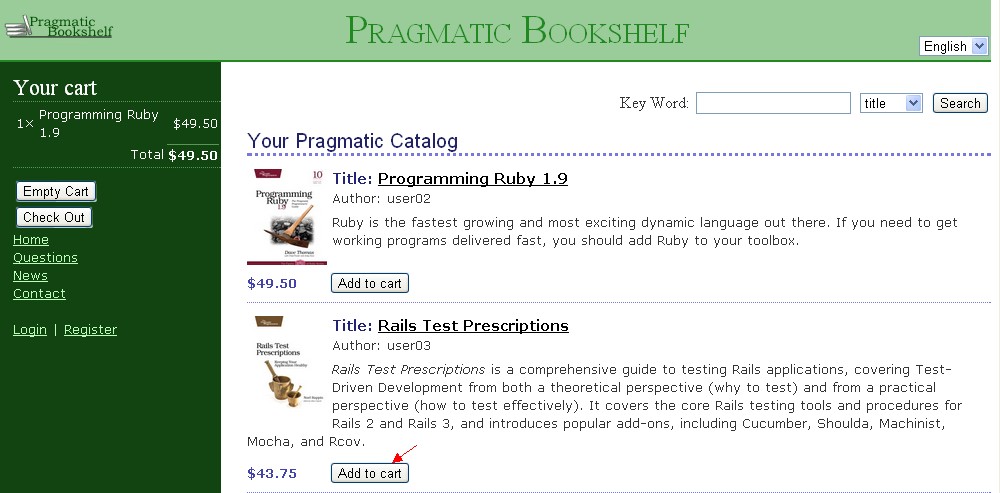 Pragmatic
Bookshelf
PRAGMATIC BOOKSHELF
English
Your cart
1× Programming Ruby $49.50
1.9
Total $49.50
Empty Cart
Check Out
Home
Questions
News
Contact
Login | Register
Key Word: title Search
Your Pragmatic Catalog
Programming
Ruby
1.9
10
Dave Thomas
Title: Programming Ruby 1.9
Author: user02
Ruby is the fastest growing and most exciting dynamic language out there. If you need to get
working programs delivered fast, you should add Ruby to your toolbox.
$49.50 Add to cart
Rails Test
Prescriptions
Title: Rails Test Prescriptions
Author: user03
Rails Test Prescriptions is a comprehensive guide to testing Rails applications, covering Test-
Driven Development from both a theoretical perspective (why to test) and from a practical
perspective (how to test effectively). It covers the core Rails testing tools and procedures for
Rails 2 and Rails 3, and introduces popular add-ons, including Cucumber, Shoulda, Machinist,
Mocha, and Rcov.
$43.75 Add to cart